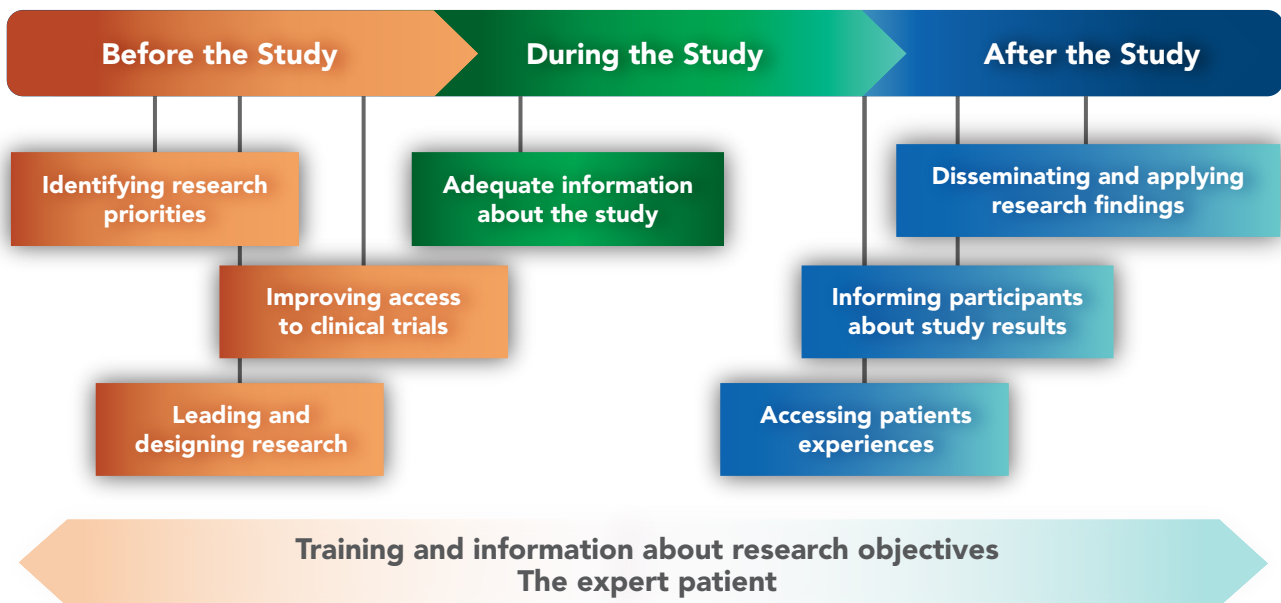 Before the Study
During the Study
After the Study
Identifying research
priorities
Adequate information
about the study
Disseminating and applying
research findings
Improving access
to clinical trials
Informing participants
about study results
Leading and
designing research
Accessing patients
experiences
Training and information about research objectives
The expert patient